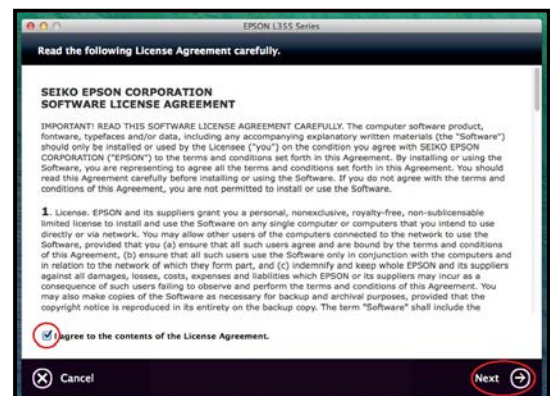 EPSON L355 Series
Read the following License Agreement carefully.
SEIKO EPSON CORPORATION
SOFTWARE LICENSE AGREEMENT
IMPORTANT! READ THIS SOFTWARE LICENSE AGREEMENT CAREFULLY. The computer software product,
fontware, typefaces and/or data, including any accompanying explanatory written materials (the "Software")
should only be installed or used by the Licensee ("you") on the condition you agree with SEIKO EPSON
CORPORATION ("EPSON") to the terms and conditions set forth in this Agreement. By installing or using the
Software, you are representing to agree all the terms and conditions set forth in this Agreement. You should
read this Agreement carefully before installing or using the Software. If you do not agree with the terms and
conditions of this Agreement, you are not permitted to install or use the Software.
1. License. EPSON and its suppliers grant you a personal, nonexclusive, royalty-free, non-sublicensable
limited license to install and use the Software on any single computer or computers that you intend to use
directly or via network. You may allow other users of the computers connected to the network to use the
Software, provided that you (a) ensure that all such users agree and are bound by the terms and conditions
of this Agreement, (b) ensure that all such users use the Software only in conjunction with the computers and
in relation to the network of which they form part, and (c) indemnify and keep whole EPSON and its suppliers
against all damages, losses, costs, expenses and liabilities which EPSON or its suppliers may incur as a
consequence of such users failing to observe and perform the terms and conditions of this Agreement. You
may also make copies of the Software as necessary for backup and archival purposes, provided that the
copyright notice is reproduced in its entirety on the backup copy. The term "Software" shall include the
I agree to the contents of the License Agreement.
Cancel
Next